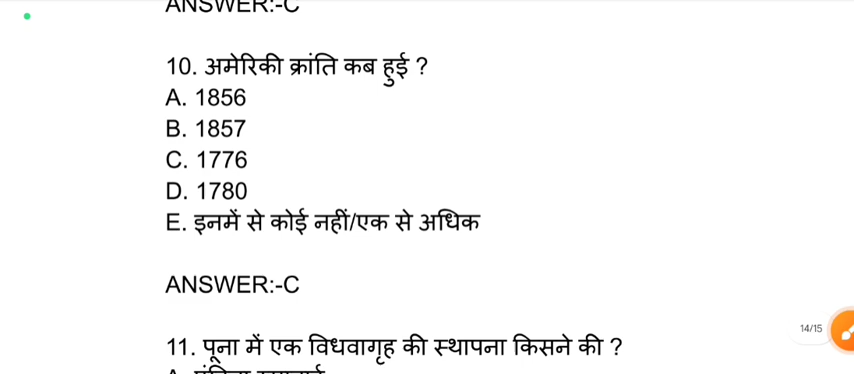 ANSWER:-C
10. अमेरिकी क्रांति कब हुई ?
A. 1856
B. 1857
C. 1776
D. 1780
E. इनमें से कोई नहीं/एक से अधिक
ANSWER:-C
14/15
11. पूना में एक विधवागृह की स्थापना किसने की ?